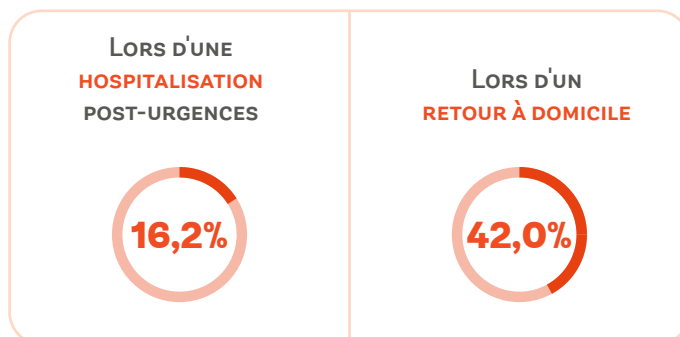 Lors d'une
hospitalisation
post-urgences
16,2%
Lors d'un
retour à domicile
42,0%